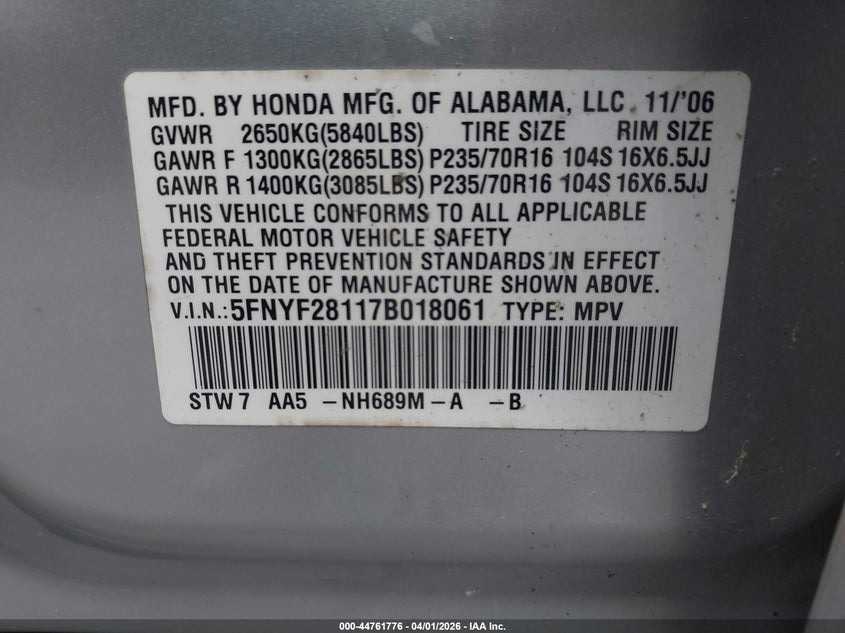 MFD. BY HONDA MFG. OF ALABAMA, LLC 11/'06
GVWR 2650KG(5840LBS) TIRE SIZE RIM SIZE
GAWR F 1300KG(2865LBS) P235/70R16 104S 16X6.5JJ
GAWR R 1400KG(3085LBS) P235/70R16 104S 16X6.5JJ
THIS VEHICLE CONFORMS TO ALL APPLICABLE
FEDERAL MOTOR VEHICLE SAFETY
AND THEFT PREVENTION STANDARDS IN EFFECT
ON THE DATE OF MANUFACTURE SHOWN ABOVE.
V.I.N.: 5FNYF28117B018061 TYPE: MPV
STW 7 AA5 -NH689M-A -B
000-44761776 - 04/01/2026 - IAA Inc.